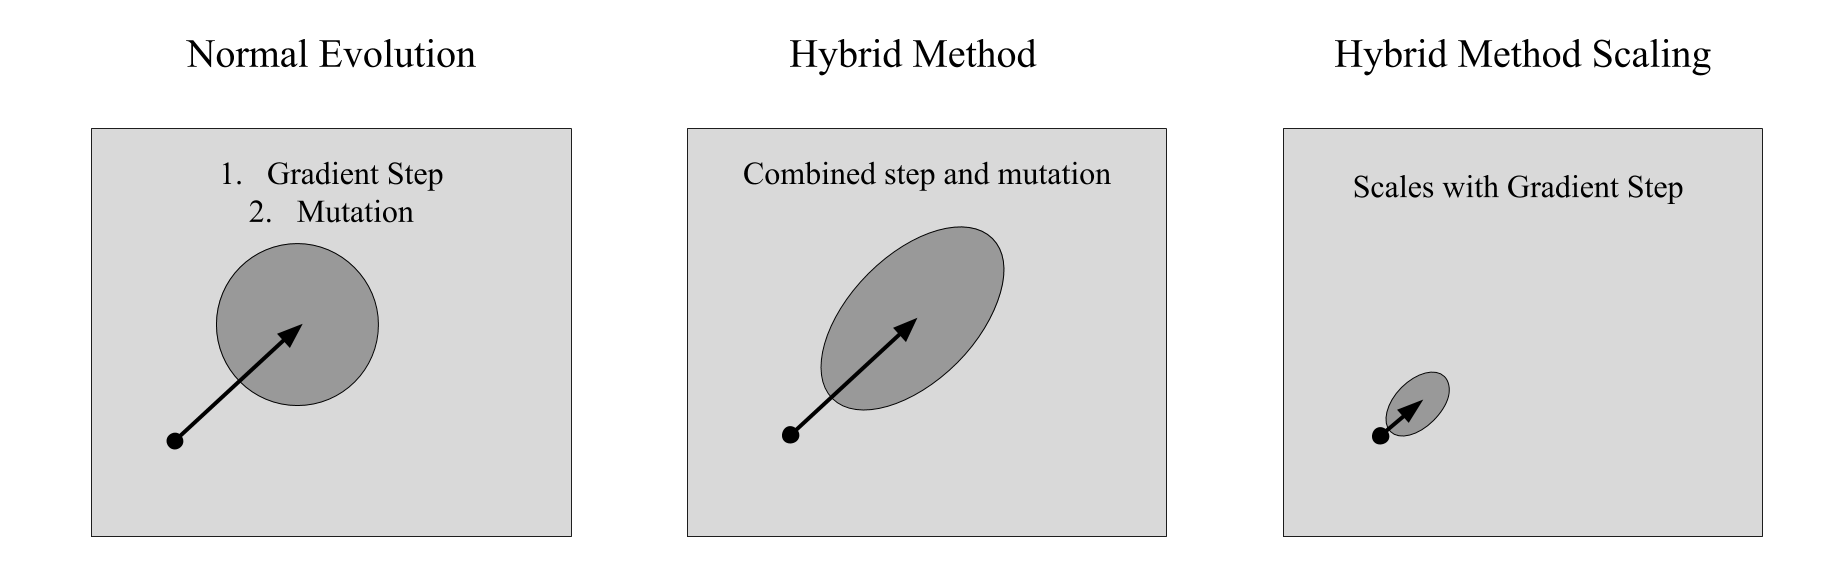 Normal Evolution
Hybrid Method
Hybrid Method Scaling
1. Gradient Step
2. Mutation
Combined step and mutation
Scales with Gradient Step